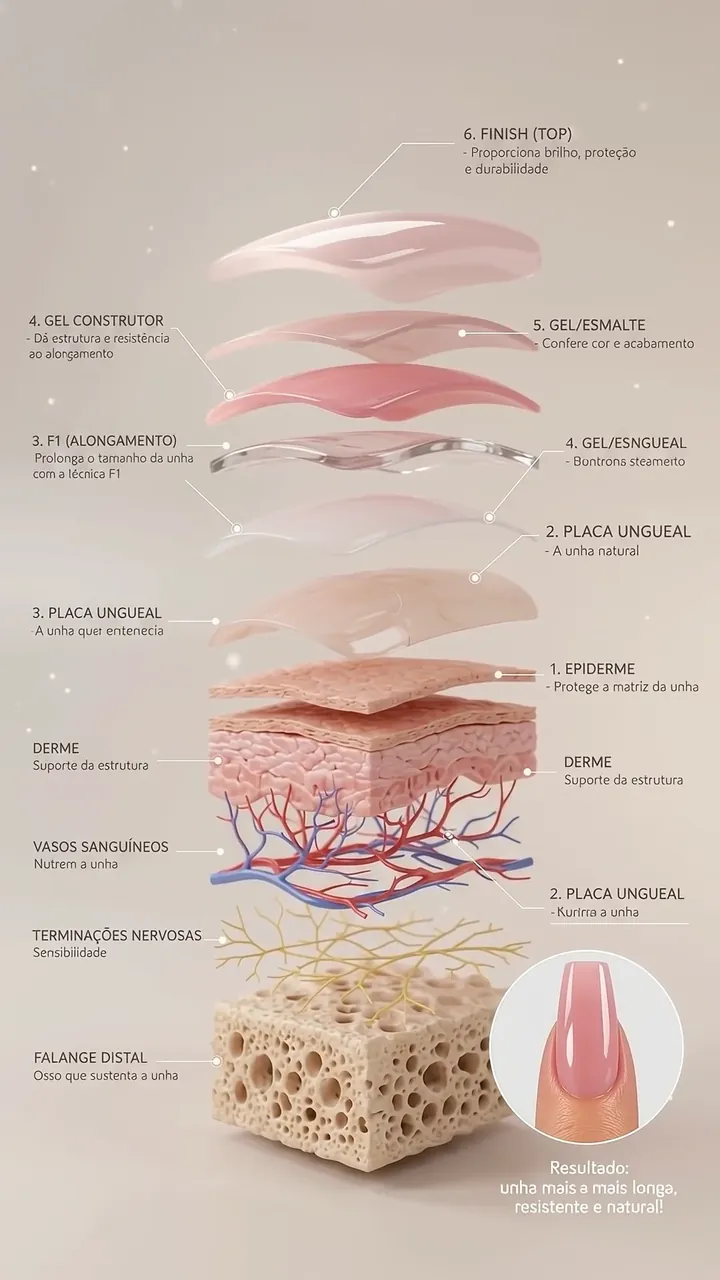 6. FINISH (TOP)
- Proporciona brilho, proteção
e durabilidade
4. GEL CONSTRUTOR
- Dá estrutura e resistência
ao alongamento
5. GEL/ESMALTE
- Confere cor e acabamento
3. F1 (ALONGAMENTO)
Prolonga o tamanho da unha
com a técnica F1
4. GEL/ESNGUEAL
- Bontrons steamento
2. PLACA UNGUEAL
- A unha natural
3. PLACA UNGUEAL
- A unha quer entenecia
1. EPIDERME
- Protege a matriz da unha
DERME
Suporte da estrutura
DERME
Suporte da estrutura
VASOS SANGUÍNEOS
Nutrem a unha
2. PLACA UNGUEAL
- Kurirra a unha
TERMINAÇÕES NERVOSAS
Sensibilidade
FALANGE DISTAL
Osso que sustenta a unha
Resultado:
unha mais a mais longa,
resistente e natural!